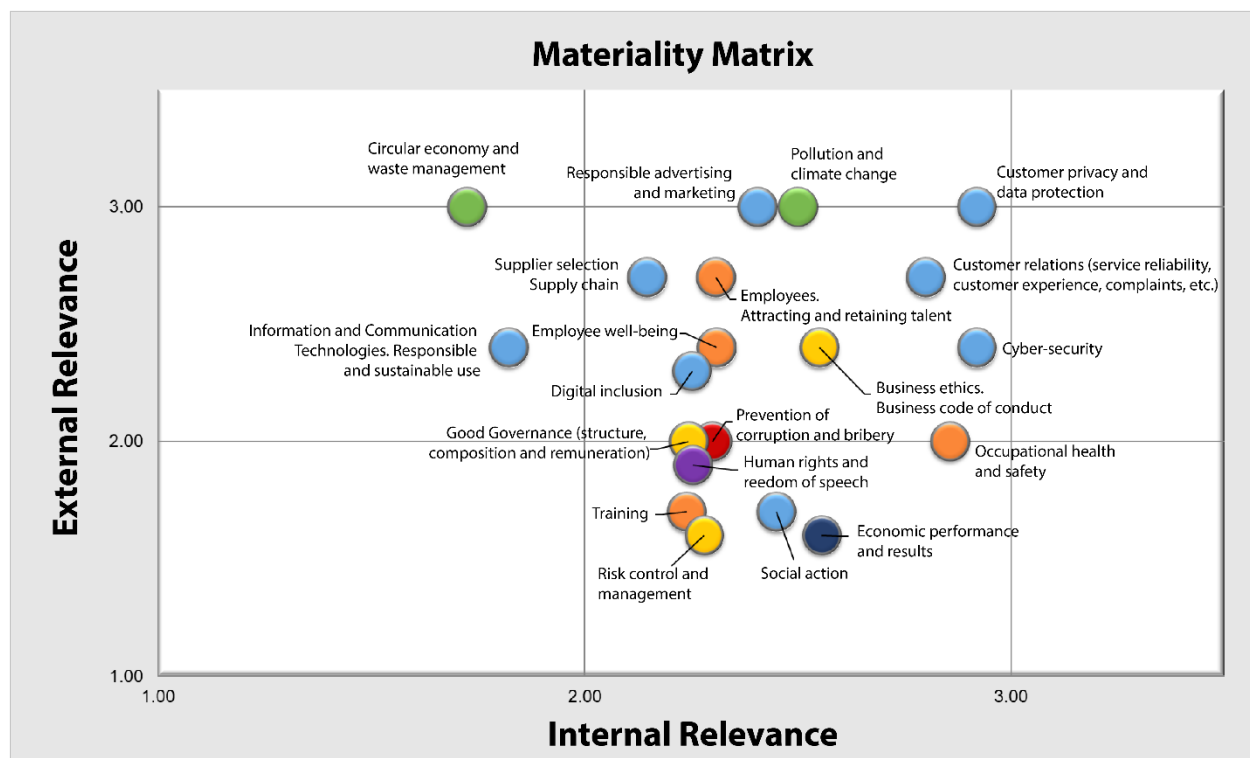 Materiality Matrix
Circular economy and
waste management
Responsible advertising
and marketing
Pollution and
climate change
Customer privacy and
data protection
3.00
Supplier selection
Supply chain
Employees.
Attracting and retaining talent
Customer relations (service reliability,
customer experience, complaints, etc.)
Information and Communication
Technologies. Responsible
and sustainable use
Employee well-being
Digital inclusion
Business ethics.
Business code of conduct
Cyber-security
External Relevance
2.00
Good Governance (structure,
composition and remuneration)
Prevention of
corruption and bribery
Human rights and
reedom of speech
Occupational health
and safety
Training
Risk control and
management
Social action
Economic performance
and results
1.00
1.00
2.00
3.00
Internal Relevance